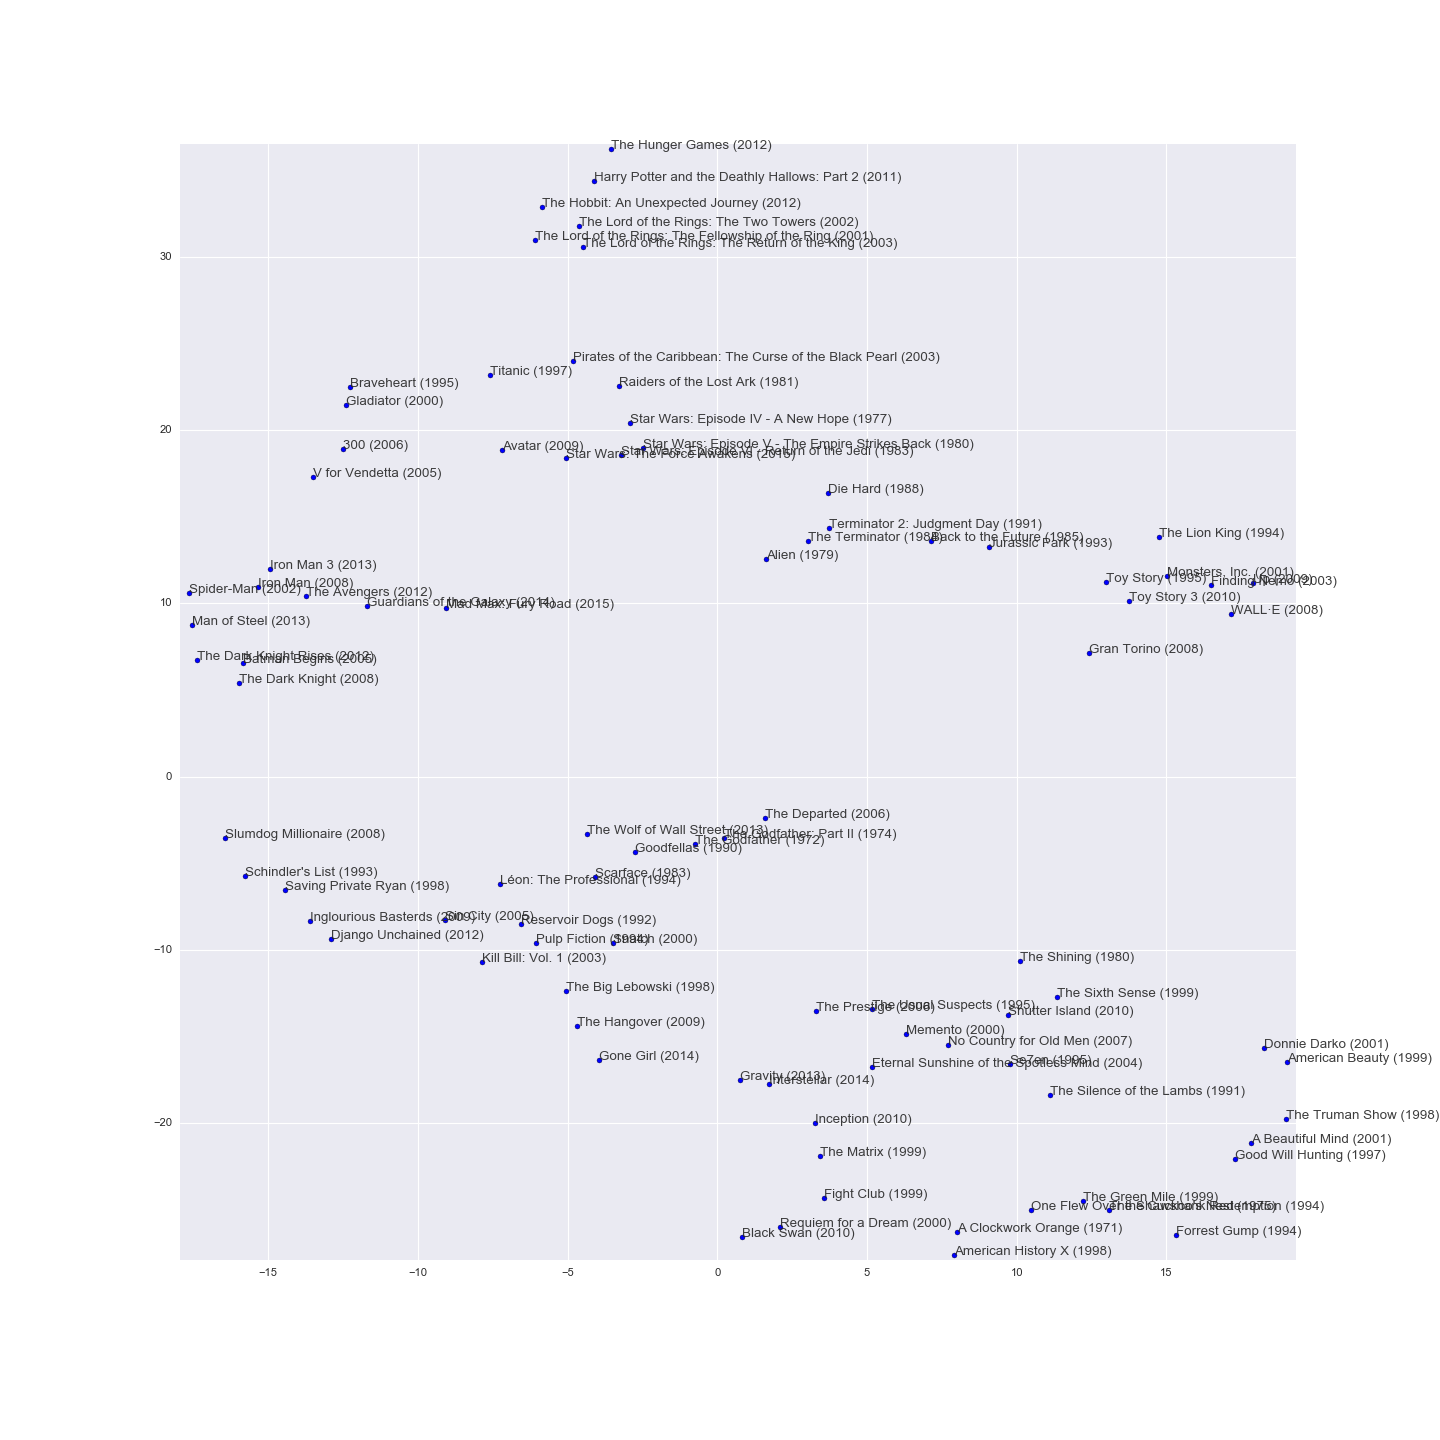 The Hunger Games (2012)
Harry Potter and the Deathly Hallows: Part 2 (2011)
The Hobbit: An Unexpected Journey (2012)
The Lord of the Rings: The Two Towers (2002)
The Lord of the Rings: The Fellowship of the Ring (2001)
The Lord of the Rings: The Return of the King (2003)
30
Pirates of the Caribbean: The Curse of the Black Pearl (2003)
Titanic (1997)
Raiders of the Lost Ark (1981)
Braveheart (1995)
Gladiator (2000)
Star Wars: Episode IV - A New Hope (1977)
20
300 (2006)
Avatar (2009)
Star Wars: Episode V - The Empire Strikes Back (1980)
Star Wars: Episode VI - Return of the Jedi (1983)
Star Wars: The Force Awakens (2015)
V for Vendetta (2005)
Die Hard (1988)
Terminator 2: Judgment Day (1991)
The Terminator (1984)
Back to the Future (1985)
Jurassic Park (1993)
The Lion King (1994)
Alien (1979)
Iron Man 3 (2013)
Iron Man (2008)
Spider-Man (2002)
The Avengers (2012)
Guardians of the Galaxy (2014)
Mad Max: Fury Road (2015)
Monsters, Inc. (2001)
Toy Story (1995)
Finding Nemo (2003)
Up (2009)
Toy Story 3 (2010)
WALL·E (2008)
10
Man of Steel (2013)
Gran Torino (2008)
The Dark Knight Rises (2012)
Batman Begins (2005)
The Dark Knight (2008)
0
The Departed (2006)
Slumdog Millionaire (2008)
The Wolf of Wall Street (2013)
The Godfather: Part II (1974)
The Godfather (1972)
Goodfellas (1990)
Schindler's List (1993)
Scarface (1983)
Léon: The Professional (1994)
Saving Private Ryan (1998)
Inglourious Basterds (2009)
Sin City (2005)
Reservoir Dogs (1992)
Django Unchained (2012)
Pulp Fiction (1994)
Snatch (2000)
−10
Kill Bill: Vol. 1 (2003)
The Shining (1980)
The Big Lebowski (1998)
The Sixth Sense (1999)
The Prestige (2006)
The Usual Suspects (1995)
Shutter Island (2010)
The Hangover (2009)
Memento (2000)
No Country for Old Men (2007)
Donnie Darko (2001)
Gone Girl (2014)
Eternal Sunshine of the Spotless Mind (2004)
Se7en (1995)
American Beauty (1999)
Gravity (2013)
Interstellar (2014)
The Silence of the Lambs (1991)
Inception (2010)
The Truman Show (1998)
−20
A Beautiful Mind (2001)
The Matrix (1999)
Good Will Hunting (1997)
Fight Club (1999)
The Green Mile (1999)
One Flew Over the Cuckoo's Nest (1975)
The Shawshank Redemption (1994)
Requiem for a Dream (2000)
Black Swan (2010)
A Clockwork Orange (1971)
Forrest Gump (1994)
American History X (1998)
−15 −10 −5 0 5 10 15